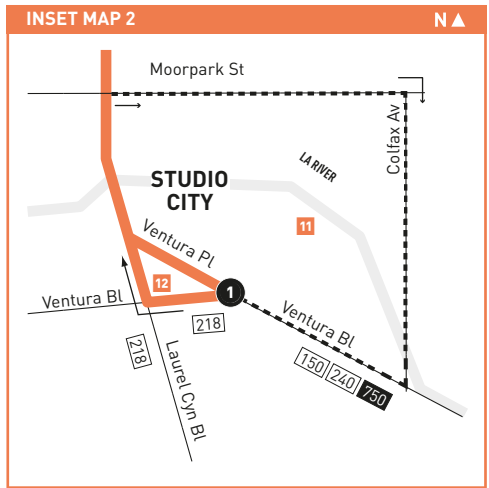 INSET MAP 2
N
Moorpark St
Colfax Av
LA RIVER
STUDIO
CITY
11
Ventura Pl
12
1
Ventura Bl
218
Ventura Bl
218
Laurel Cyn Bl
150
240
750